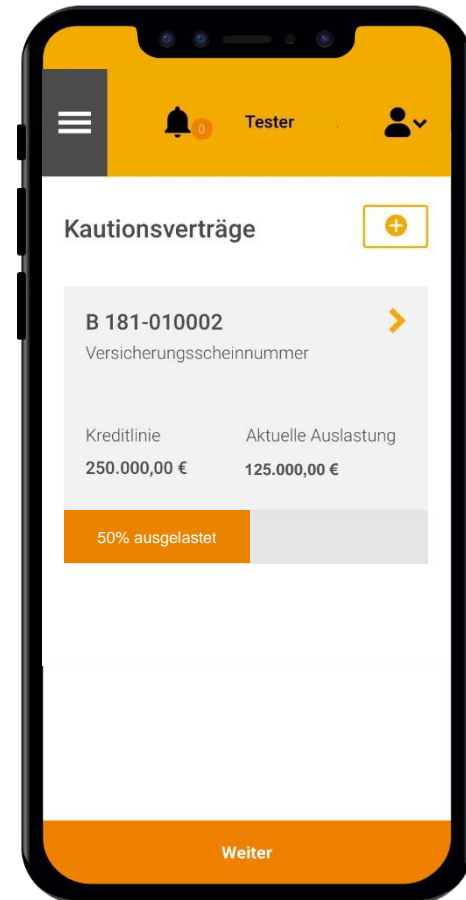 0
Tester
Kautionsverträge
B 181-010002
Versicherungsscheinnummer
Kreditlinie Aktuelle Auslastung
250.000,00 € 125.000,00 €
50% ausgelastet
Weiter